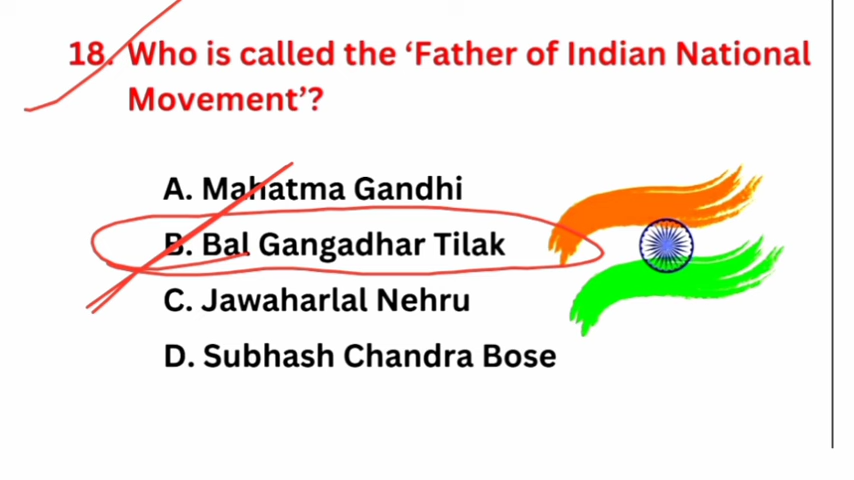 18. Who is called the ‘Father of Indian National
Movement’?
A. Mahatma Gandhi
B. Bal Gangadhar Tilak
C. Jawaharlal Nehru
D. Subhash Chandra Bose